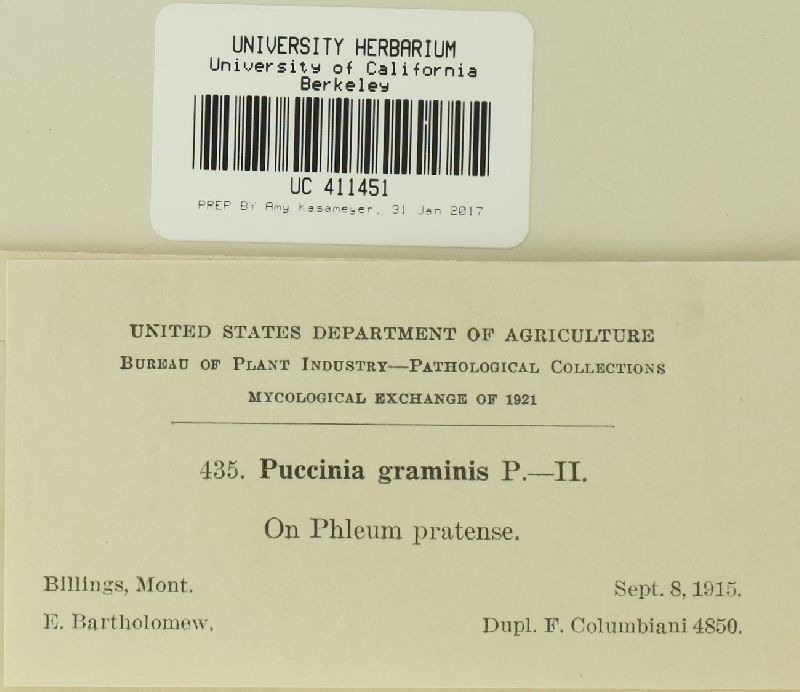 UNIVERSITY HERBARIUM
University of California
Berkeley
UC 411451
PREP BY Amy Kasameyer, 31 Jan 2017
UNITED STATES DEPARTMENT OF AGRICULTURE
BUREAU OF PLANT INDUSTRY—PATHOLOGICAL COLLECTIONS
MYCOLOGICAL EXCHANGE OF 1921
435. Puccinia graminis P.—II.
On Phleum pratense.
Billings, Mont. Sept. 8, 1915.
E. Bartholomew. Dupl. F. Columbiani 4850.